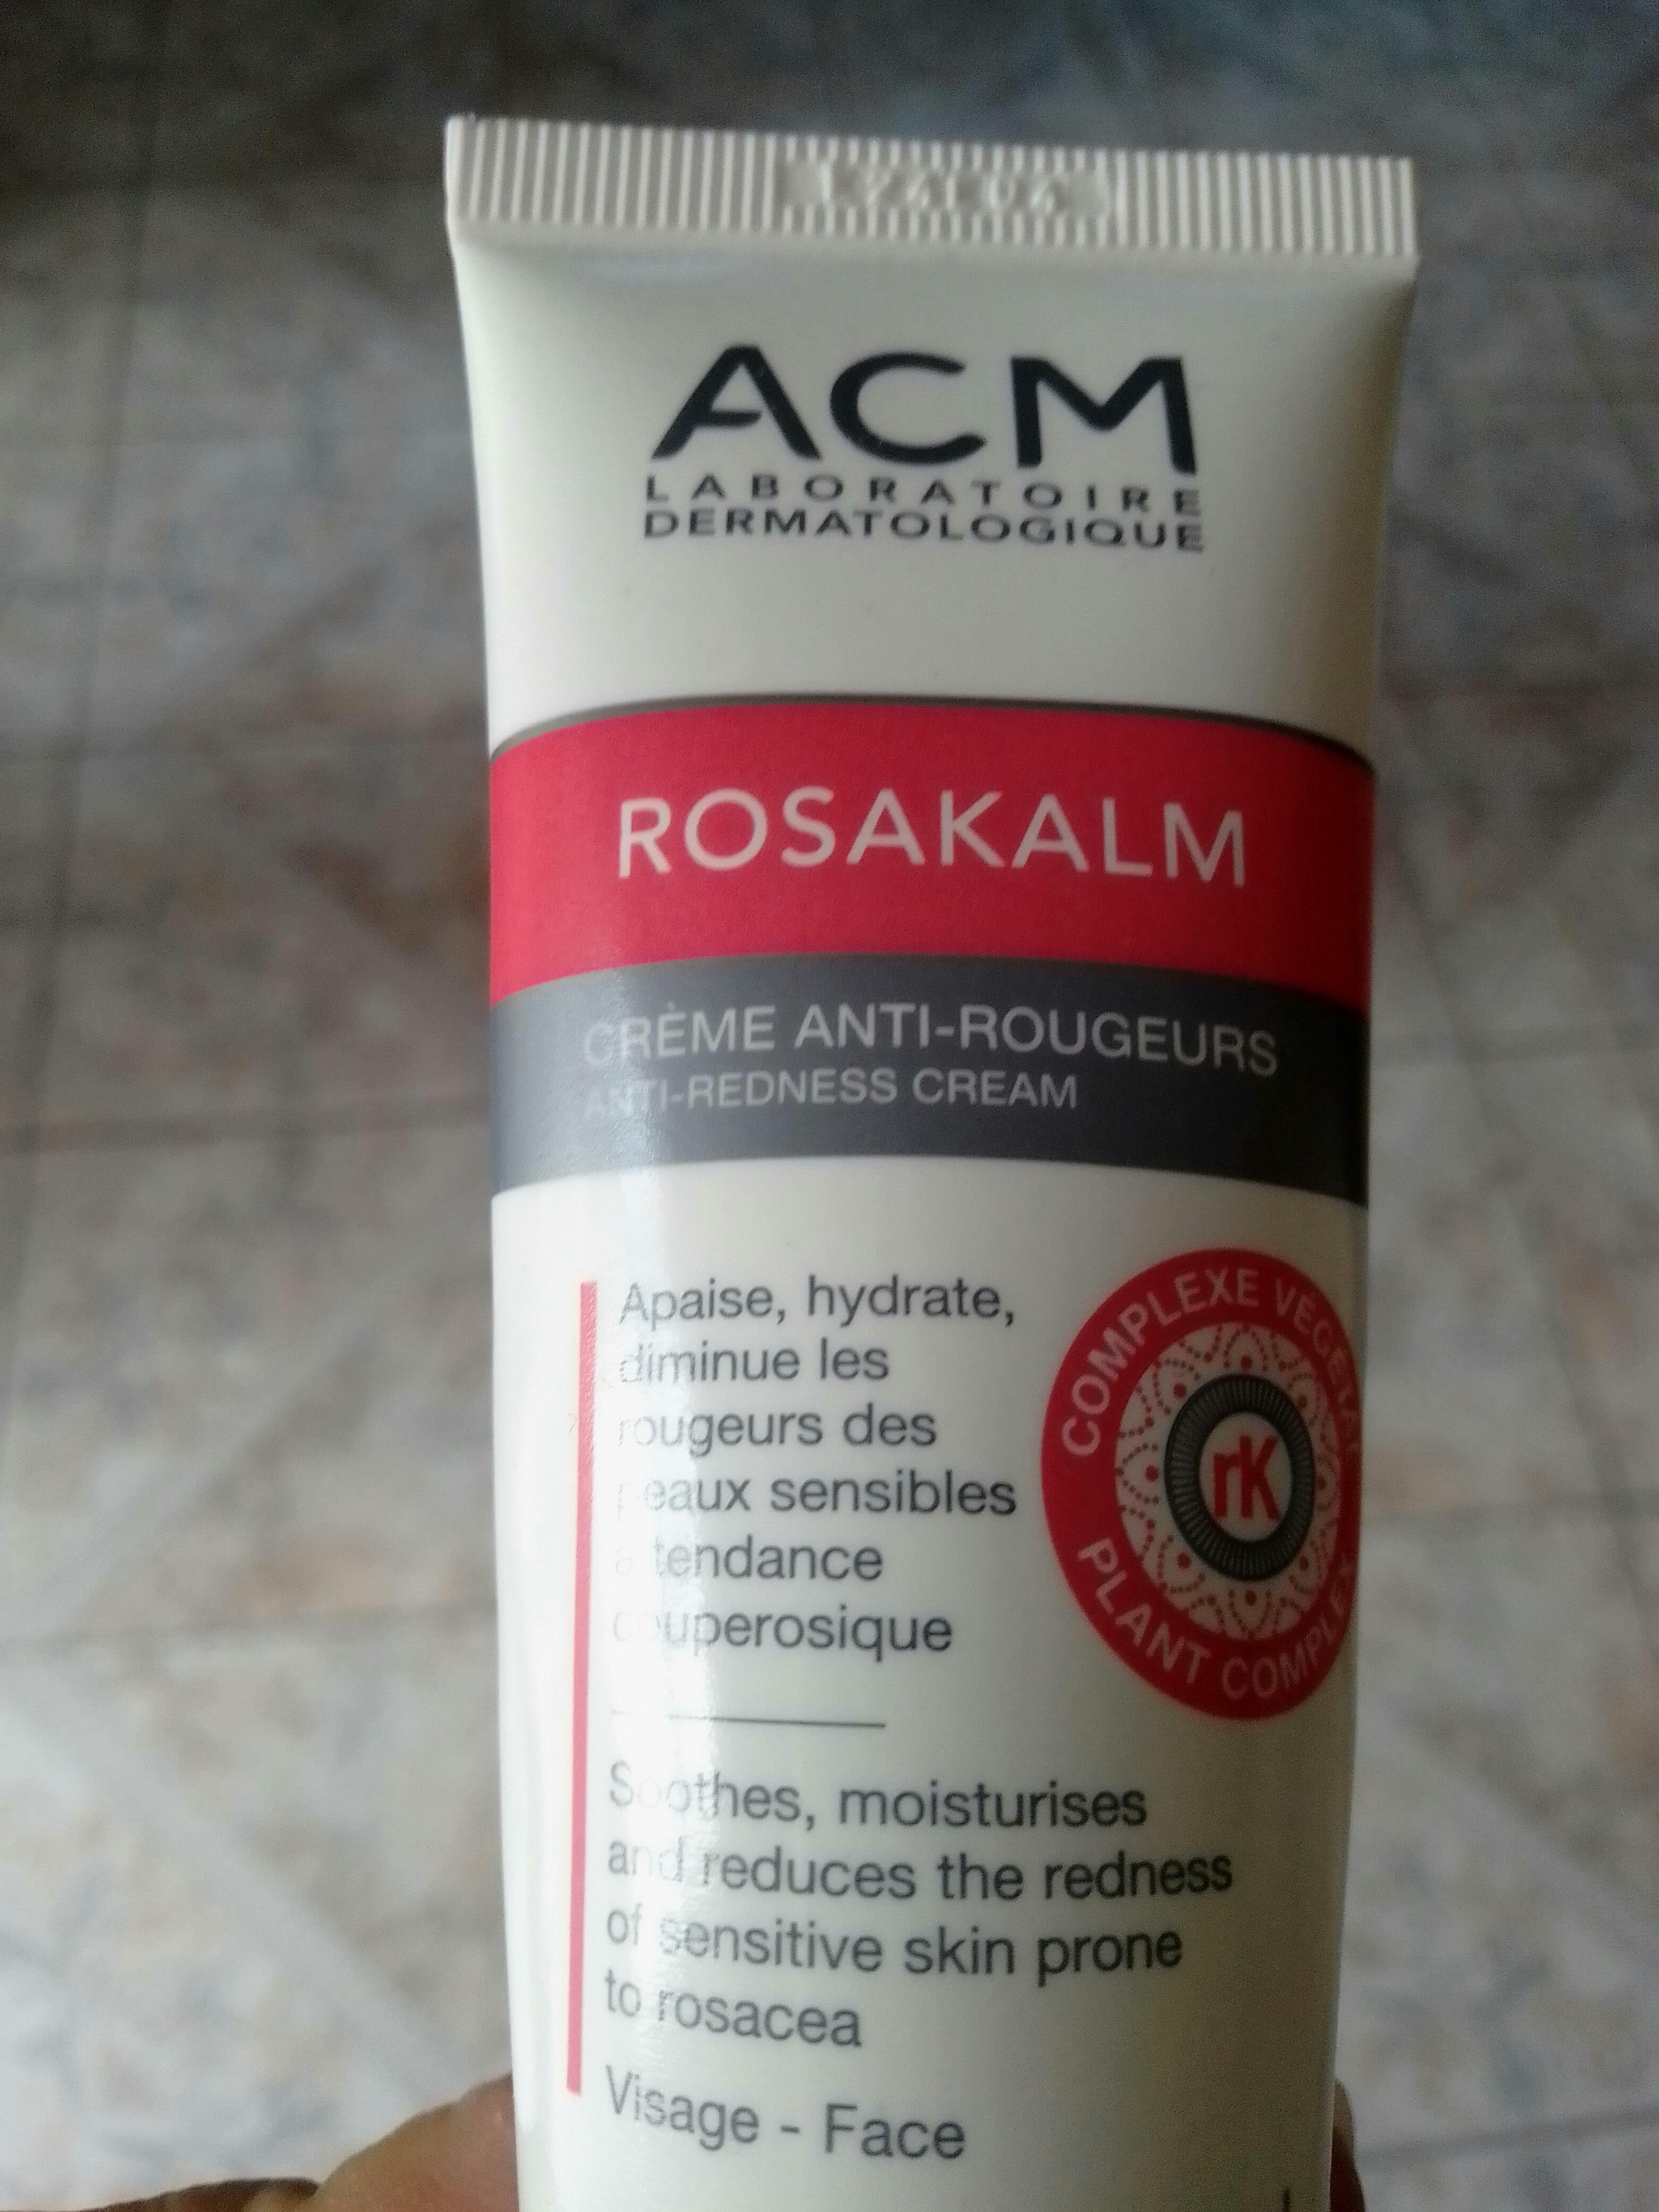 ACM
LABORATOIRE
DERMATOLOGIQUE
ROSAKALM
CRÈME ANTI-ROUGEURS
ANTI-REDNESS CREAM
Apaise, hydrate,
diminue les
rougeurs des
peaux sensibles
à tendance
couperosique
COMPLEXE VÉGÉTAL
rK
PLANT COMPLEX
Soothes, moisturises
and reduces the redness
of sensitive skin prone
to rosacea
Visage - Face